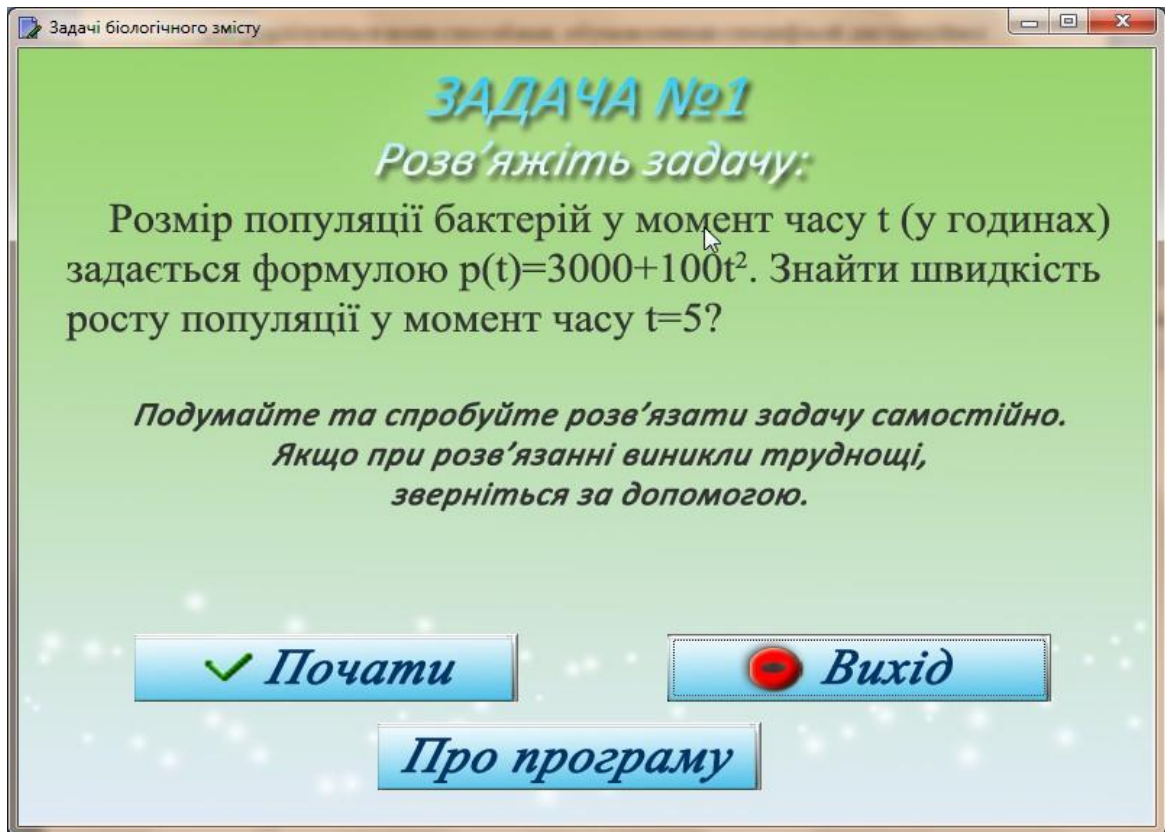 Задачі біологічного змісту
ЗАДАЧА №1
Розв’яжіть задачу:
Розмір популяції бактерій у момент часу t (у годинах)
задається формулою p(t)=3000+100t². Знайти швидкість
росту популяції у момент часу t=5?
Подумайте та спробуйте розв’язати задачу самостійно.
Якщо при розв’язанні виникли труднощі,
зверніться за допомогою.
Почати
Вихід
Про програму